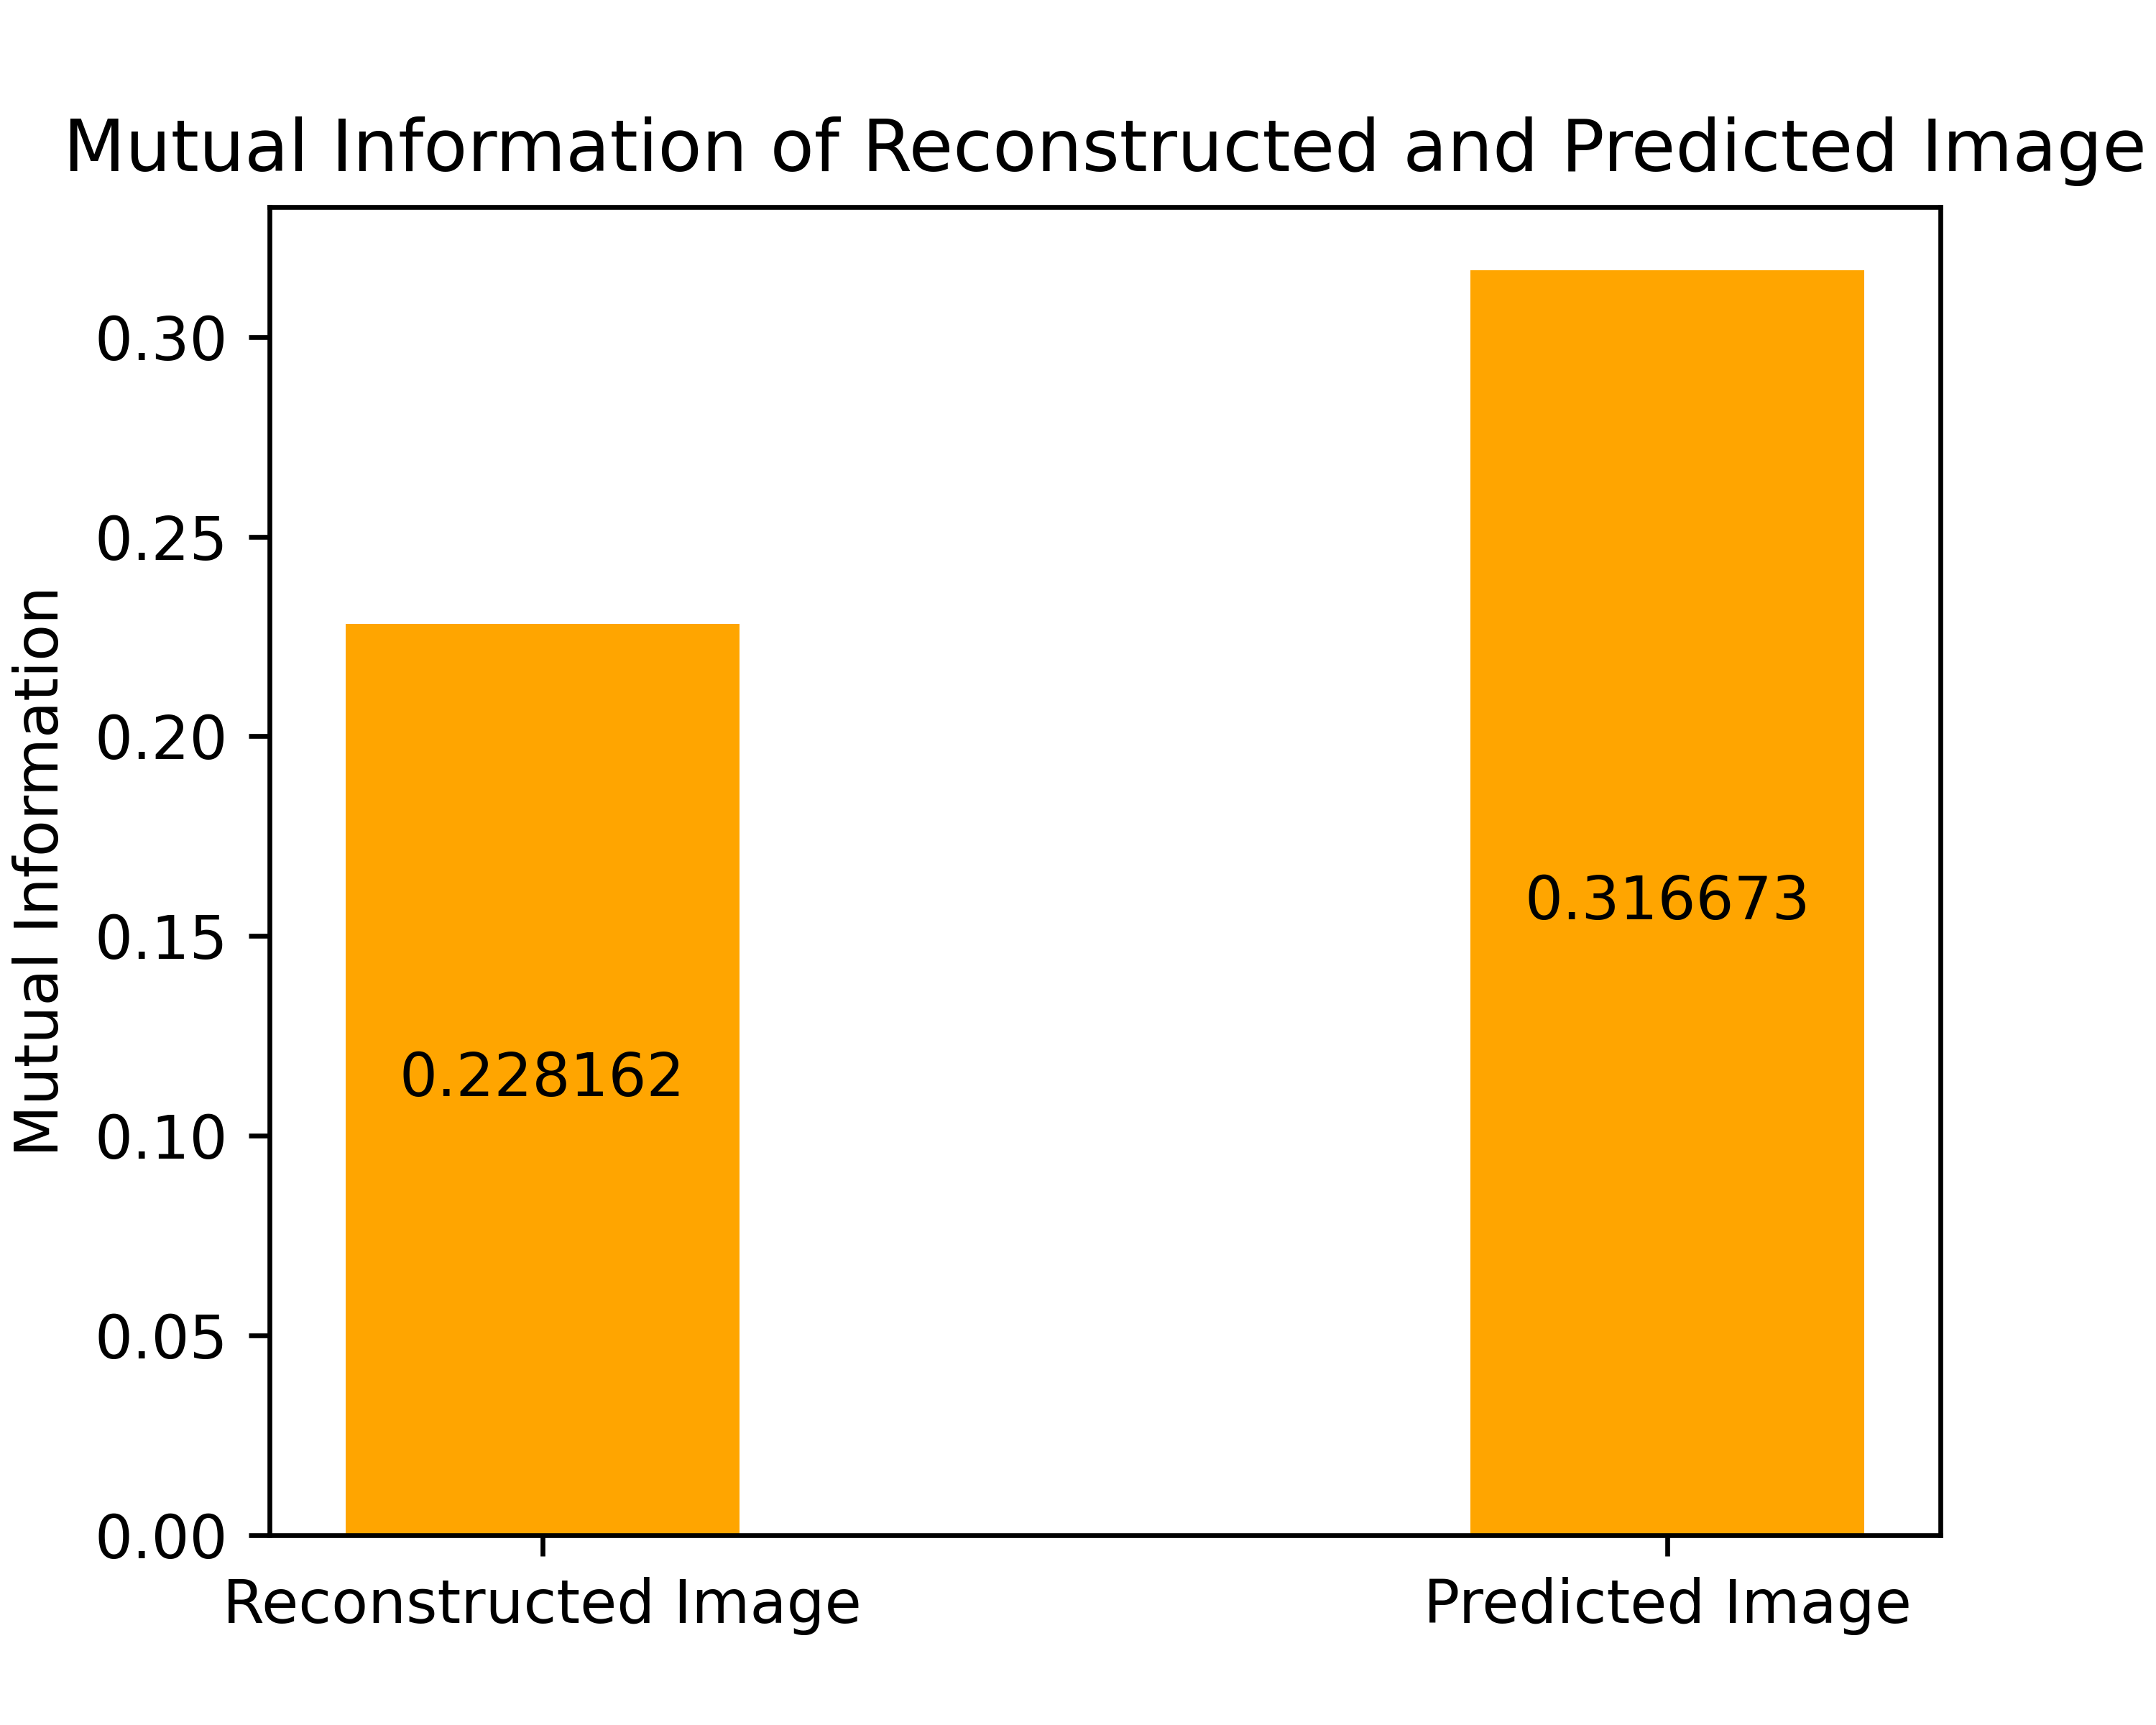 Mutual Information of Reconstructed and Predicted Image
Mutual Information
0.30
0.25
0.20
0.15
0.10
0.05
0.00
0.228162
0.316673
Reconstructed Image
Predicted Image